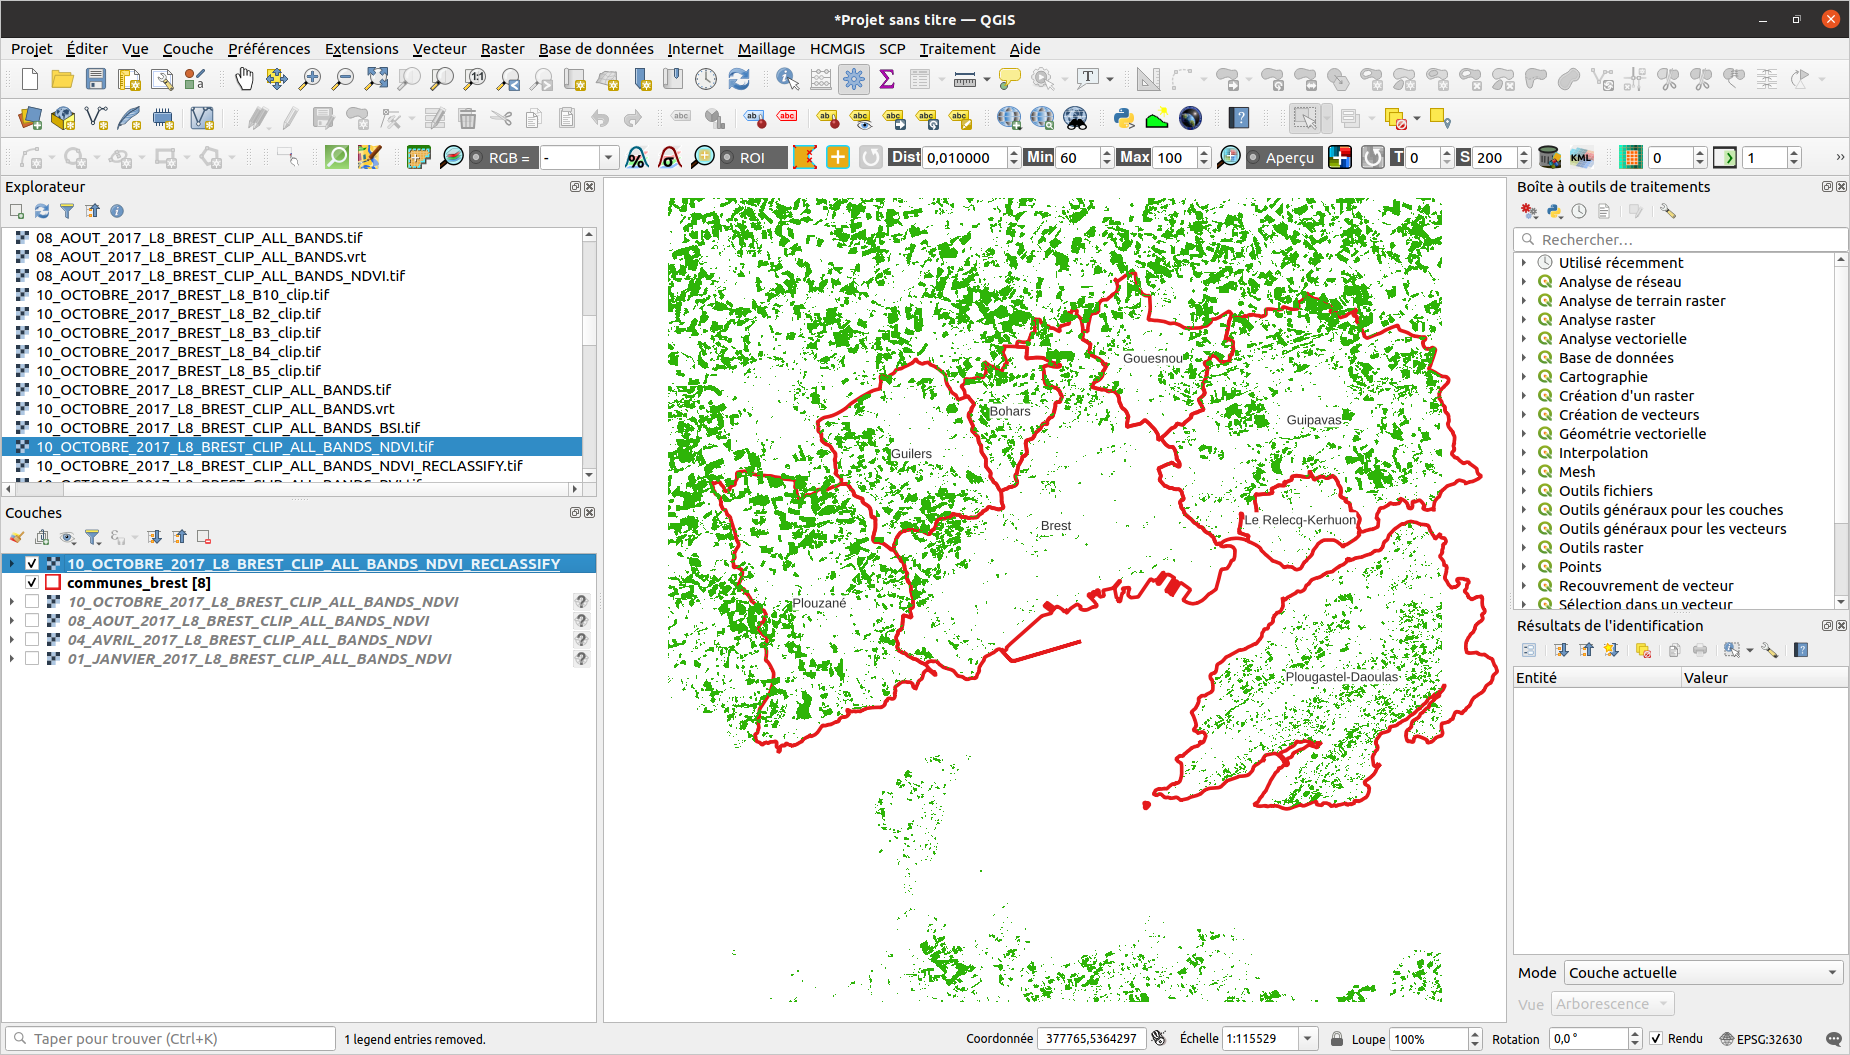 *Projet sans titre — QGIS
Projet Éditer Vue Couche Préférences Extensions Vecteur Raster Base de données Internet Maillage HCMGIS SCP Traitement Aide
RGB = - ROI Dist 0,010000 Min 60 Max 100 Aperçu T 0 S 200 KML 0 1 »
Explorateur
08_AOUT_2017_L8_BREST_CLIP_ALL_BANDS.tif
08_AOUT_2017_L8_BREST_CLIP_ALL_BANDS.vrt
08_AOUT_2017_L8_BREST_CLIP_ALL_BANDS_NDVI.tif
10_OCTOBRE_2017_BREST_L8_B10_clip.tif
10_OCTOBRE_2017_BREST_L8_B2_clip.tif
10_OCTOBRE_2017_BREST_L8_B3_clip.tif
10_OCTOBRE_2017_BREST_L8_B4_clip.tif
10_OCTOBRE_2017_BREST_L8_B5_clip.tif
10_OCTOBRE_2017_L8_BREST_CLIP_ALL_BANDS.tif
10_OCTOBRE_2017_L8_BREST_CLIP_ALL_BANDS.vrt
10_OCTOBRE_2017_L8_BREST_CLIP_ALL_BANDS_BSI.tif
10_OCTOBRE_2017_L8_BREST_CLIP_ALL_BANDS_NDVI.tif
10_OCTOBRE_2017_L8_BREST_CLIP_ALL_BANDS_NDVI_RECLASSIFY.tif
Couches
10_OCTOBRE_2017_L8_BREST_CLIP_ALL_BANDS_NDVI_RECLASSIFY
communes_brest [8]
10_OCTOBRE_2017_L8_BREST_CLIP_ALL_BANDS_NDVI
08_AOUT_2017_L8_BREST_CLIP_ALL_BANDS_NDVI
04_AVRIL_2017_L8_BREST_CLIP_ALL_BANDS_NDVI
01_JANVIER_2017_L8_BREST_CLIP_ALL_BANDS_NDVI
Gouesnou
Bohars
Guipavas
Guilers
Le Relecq-Kerhuon
Brest
Plouzané
Plougastel-Daoulas
Boîte à outils de traitements
Rechercher…
Utilisé récemment
Analyse de réseau
Analyse de terrain raster
Analyse raster
Analyse vectorielle
Base de données
Cartographie
Création d'un raster
Création de vecteurs
Géométrie vectorielle
Interpolation
Mesh
Outils fichiers
Outils généraux pour les couches
Outils généraux pour les vecteurs
Outils raster
Points
Recouvrement de vecteur
Sélection dans un vecteur
Résultats de l'identification
Entité Valeur
Mode Couche actuelle
Vue Arborescence
Taper pour trouver (Ctrl+K) 1 legend entries removed. Coordonnée 377765,5364297 Échelle 1:115529 Loupe 100% Rotation 0,0 ° Rendu EPSG:32630